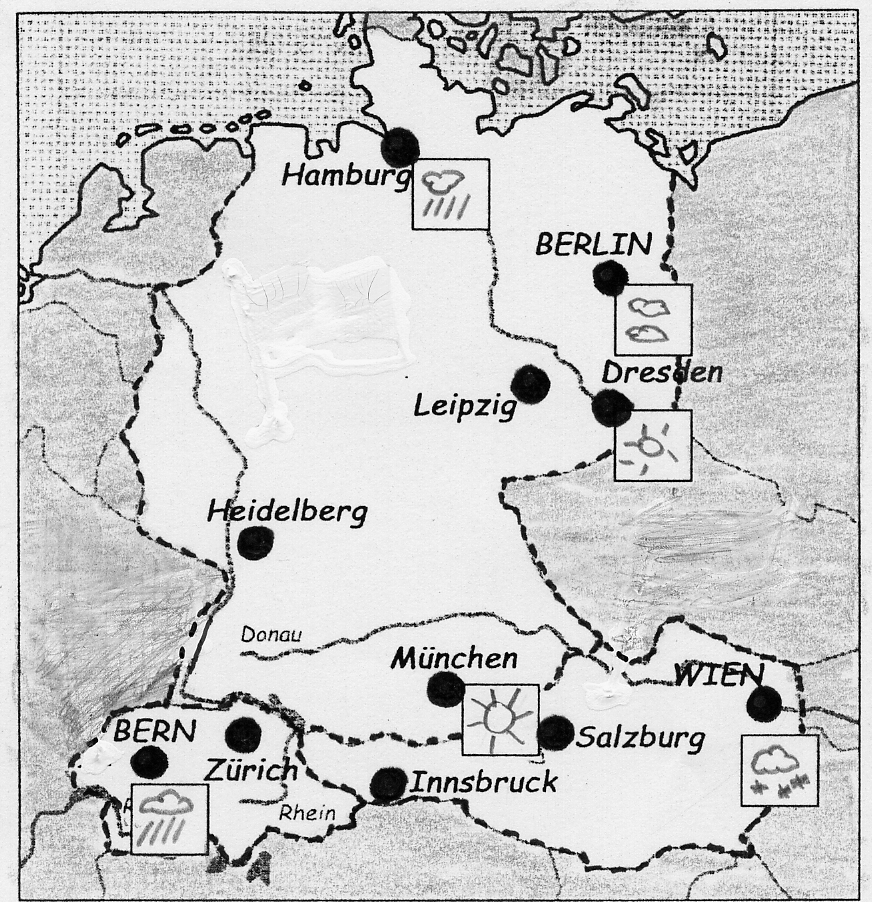 Hamburg
BERLIN
Dresden
Leipzig
Heidelberg
Donau
München
WIEN
BERN
Salzburg
Zürich
Innsbruck
Rhein